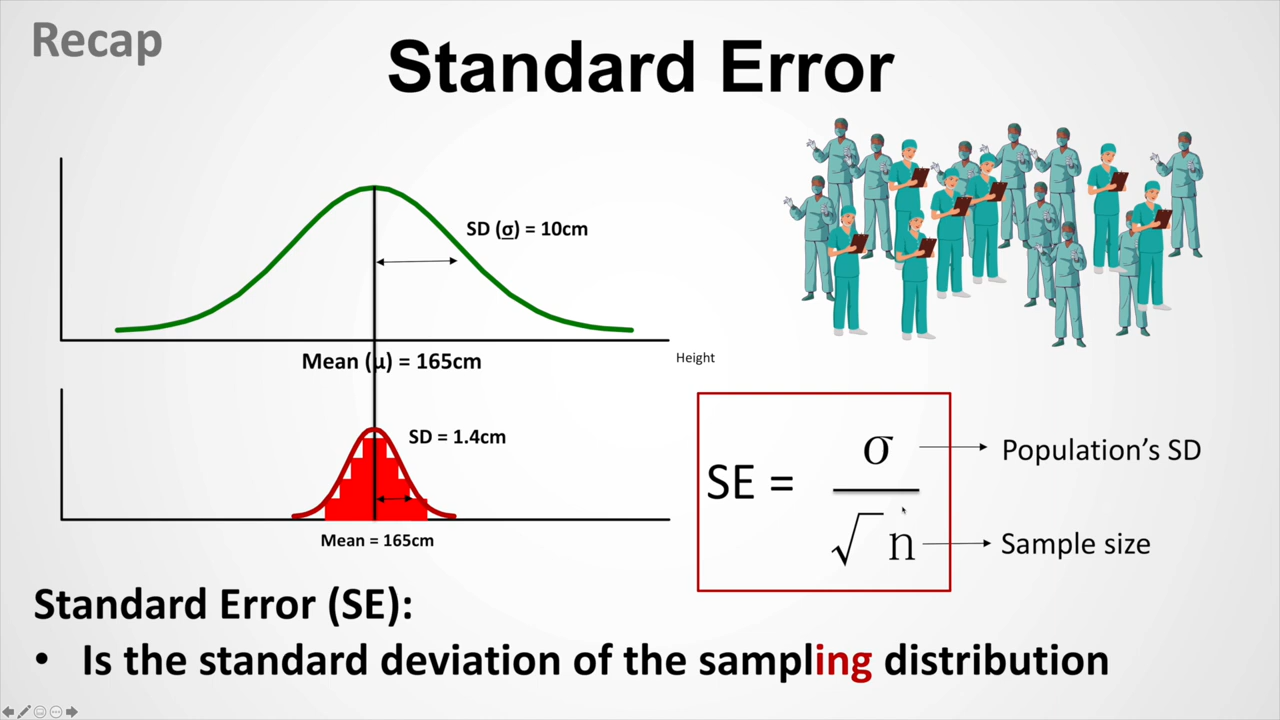 Recap
Standard Error
SD (σ) = 10cm
Mean (μ) = 165cm
Height
SD = 1.4cm
Mean = 165cm
SE = σ / √n
Population’s SD
Sample size
Standard Error (SE):
• Is the standard deviation of the sampling distribution